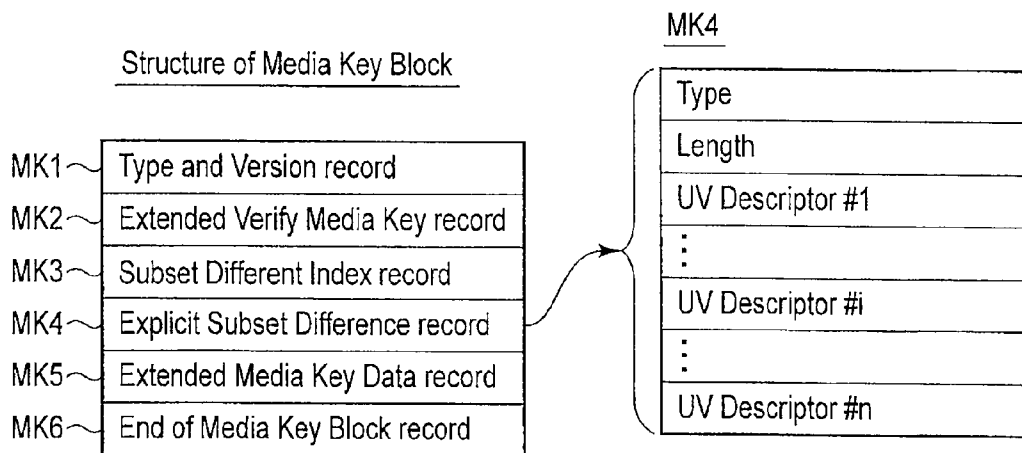 Structure of Media Key Block
MK1 Type and Version record
MK2 Extended Verify Media Key record
MK3 Subset Different Index record
MK4 Explicit Subset Difference record
MK5 Extended Media Key Data record
MK6 End of Media Key Block record
MK4
Type
Length
UV Descriptor #1
⋮
UV Descriptor #i
⋮
UV Descriptor #n